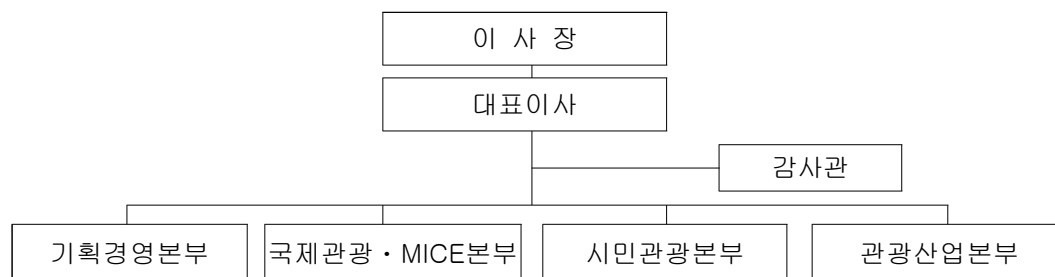 이 사 장
대표이사
감사관
기획경영본부
국제관광・MICE본부
시민관광본부
관광산업본부